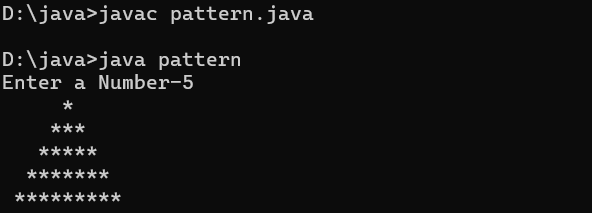 D:\java>javac pattern.java

D:\java>java pattern
Enter a Number-5
     *
    ***
   *****
  *******
 *********